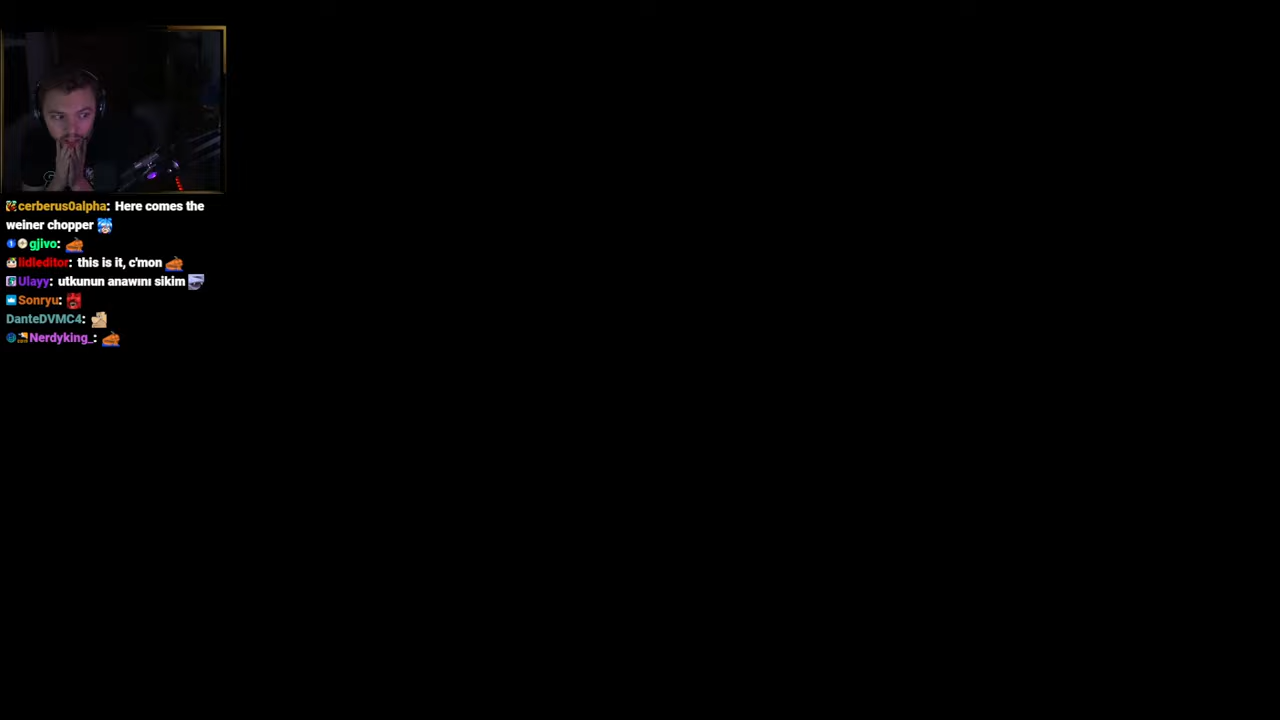 cerberus0alpha: Here comes the
weiner chopper
gjivo:
lidleditor: this is it, c'mon
Ulayy: utkunun anawını sikim
Sonryu:
DanteDVMC4:
Nerdyking_: